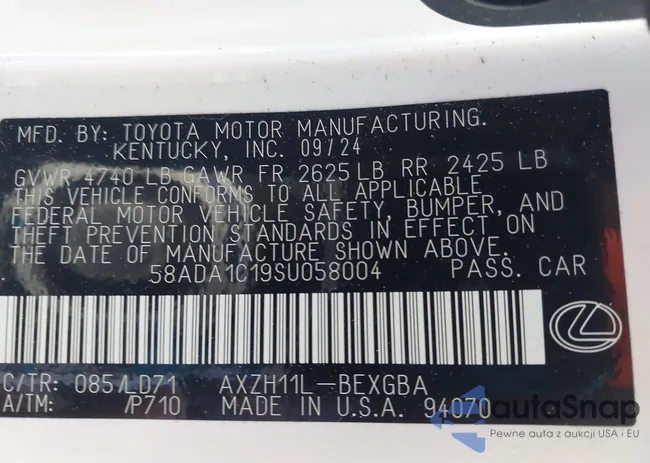 MFD. BY: TOYOTA MOTOR MANUFACTURING.
KENTUCKY, INC. 09/24
GVWR 4740 LB GAWR FR 2625 LB RR 2425 LB
THIS VEHICLE CONFORMS TO ALL APPLICABLE
FEDERAL MOTOR VEHICLE SAFETY, BUMPER, AND
THEFT PREVENTION STANDARDS IN EFFECT ON
THE DATE OF MANUFACTURE SHOWN ABOVE.
58ADA1C19SU058004 PASS. CAR
C/TR: 085/LD71 AXZH11L-BEXGBA
A/TM: /P710 MADE IN U.S.A. 94070
autaSnap
Pewne auta z aukcji USA i EU